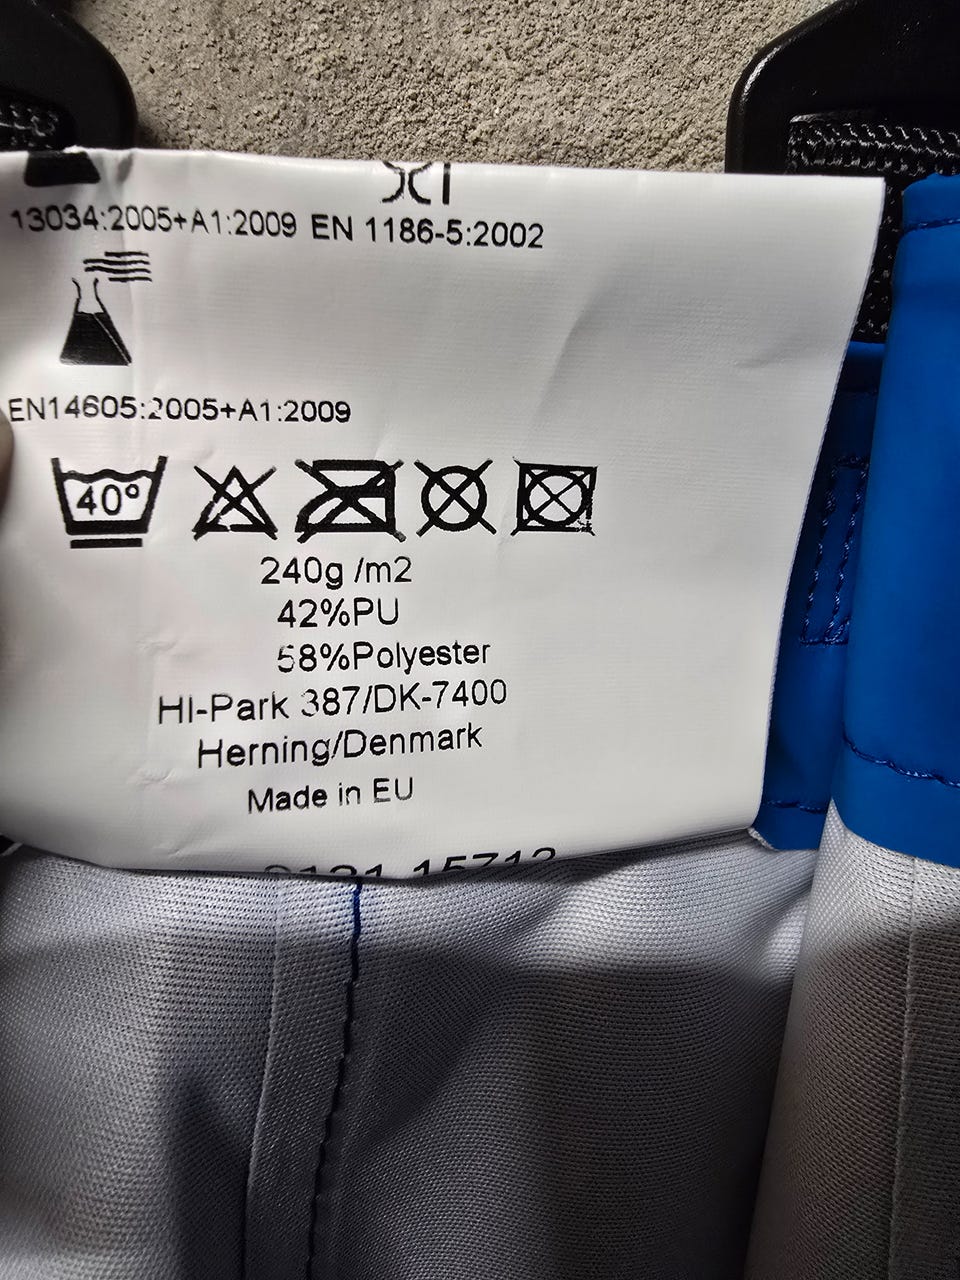 13034:2005+A1:2009 EN 1186-5:2002
EN14605:2005+A1:2009
40°
240g /m2
42%PU
58%Polyester
HI-Park 387/DK-7400
Herning/Denmark
Made in EU